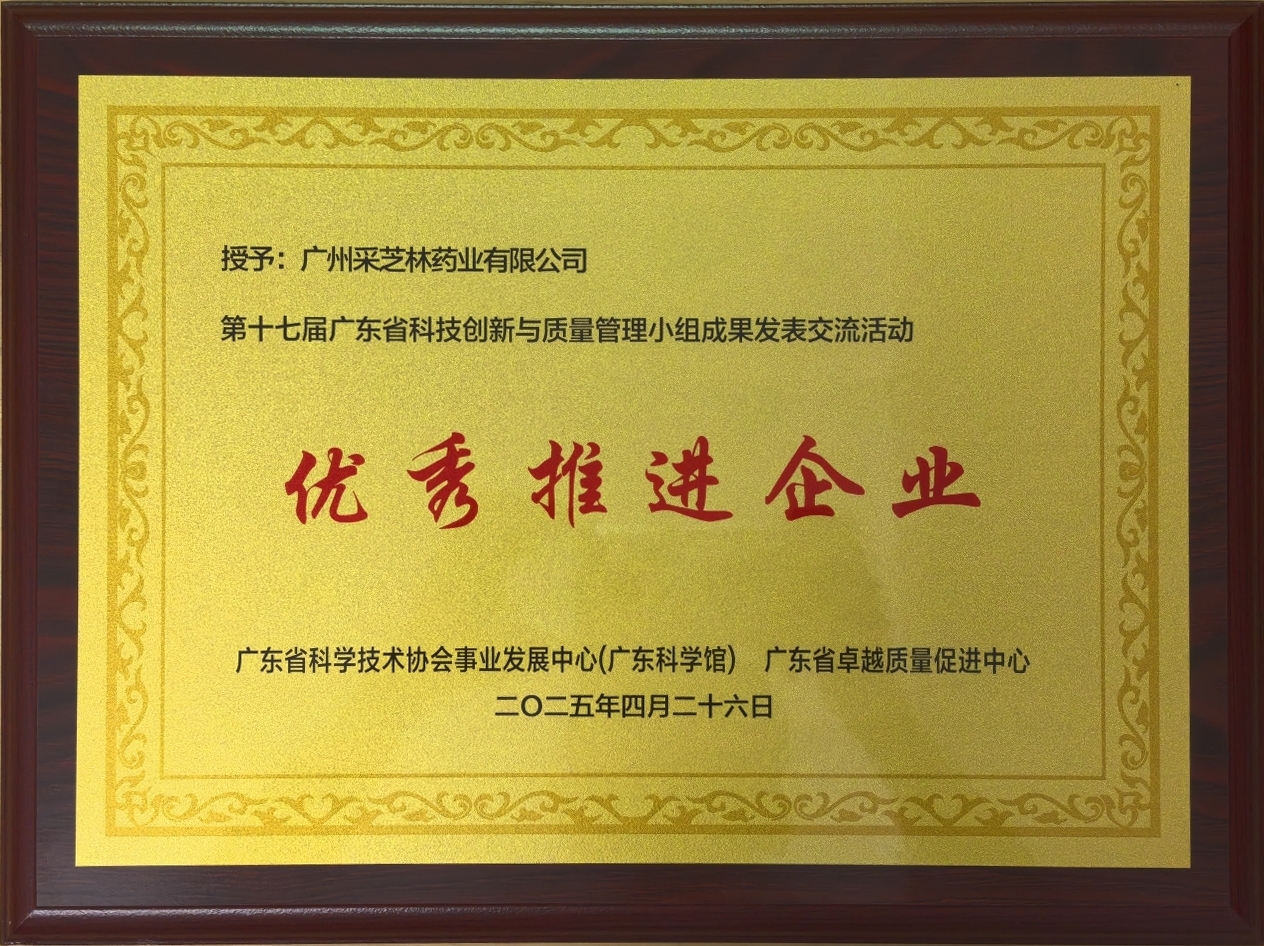 授予：广州采芝林药业有限公司
第十七届广东省科技创新与质量管理小组成果发表交流活动
优秀推进企业
广东省科学技术协会事业发展中心(广东科学馆) 广东省卓越质量促进中心
二〇二五年四月二十六日